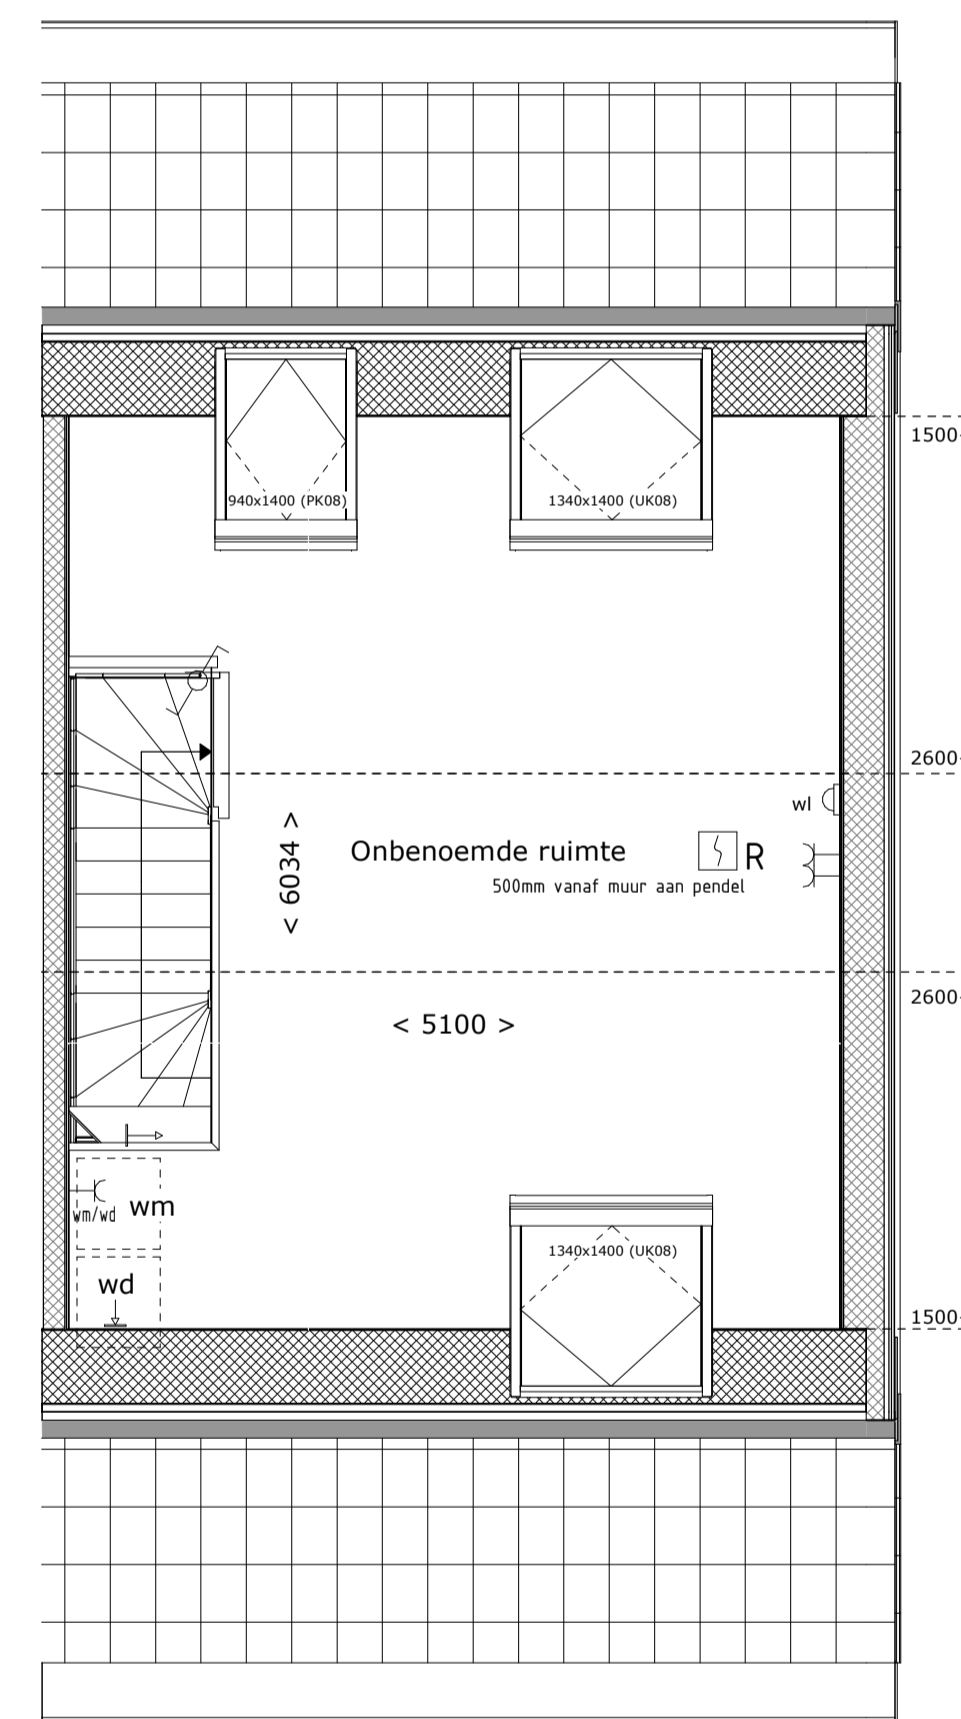 1500
940x1400 (PK08)
1340x1400 (UK08)
2600
wl
Onbenoemde ruimte
R
500mm vanaf muur aan pendel
< 6034 >
2600
< 5100 >
wm
wm/wd
wd
1340x1400 (UK08)
1500